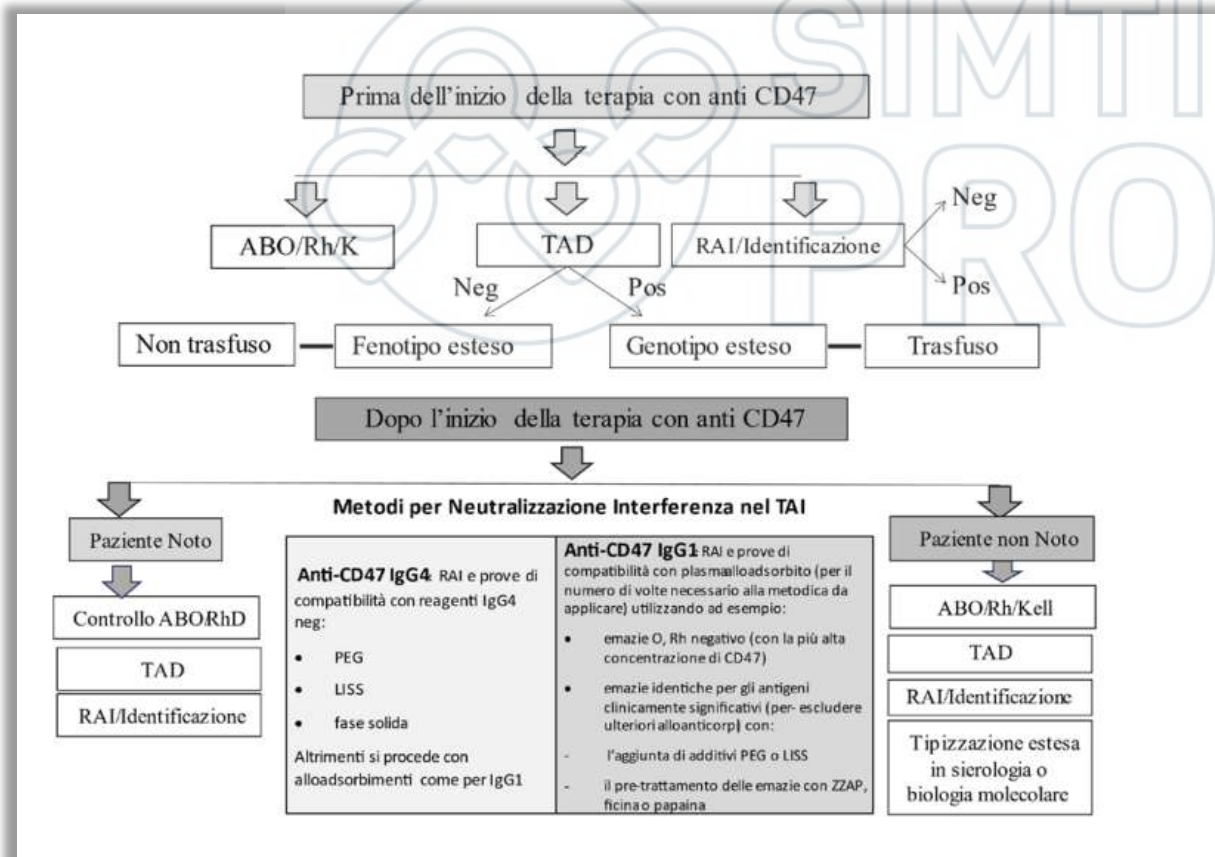 SIMTI
PRO
Prima dell'inizio della terapia con anti CD47
ABO/Rh/K
TAD
RAI/Identificazione
Neg
Pos
Neg
Pos
Non trasfuso
Fenotipo esteso
Genotipo esteso
Trasfuso
Dopo l'inizio della terapia con anti CD47
Metodi per Neutralizzazione Interferenza nel TAI
Paziente Noto
Controllo ABO/RhD
TAD
RAI/Identificazione
Anti-CD47 IgG4: RAI e prove di
compatibilità con reagenti IgG4
neg:
• PEG
• LISS
• fase solida
Altrimenti si procede con
alloadsorbimenti come per IgG1
Anti-CD47 IgG1: RAI e prove di
compatibilità con plasma alloadsorbito (per il
numero di volte necessario alla metodica da
applicare) utilizzando ad esempio:
• emazie O, Rh negativo (con la più alta
concentrazione di CD47)
• emazie identiche per gli antigeni
clinicamente significativi (per- escludere
ulteriori alloanticorpi) con:
- l'aggiunta di additivi PEG o LISS
- il pre-trattamento delle emazie con ZZAP,
ficina o papaina
Paziente non Noto
ABO/Rh/Kell
TAD
RAI/Identificazione
Tipizzazione estesa
in sierologia o
biologia molecolare